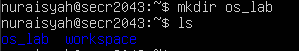 nuraisyah@secr2043:~$ mkdir os_lab
nuraisyah@secr2043:~$ ls
os_lab workspace